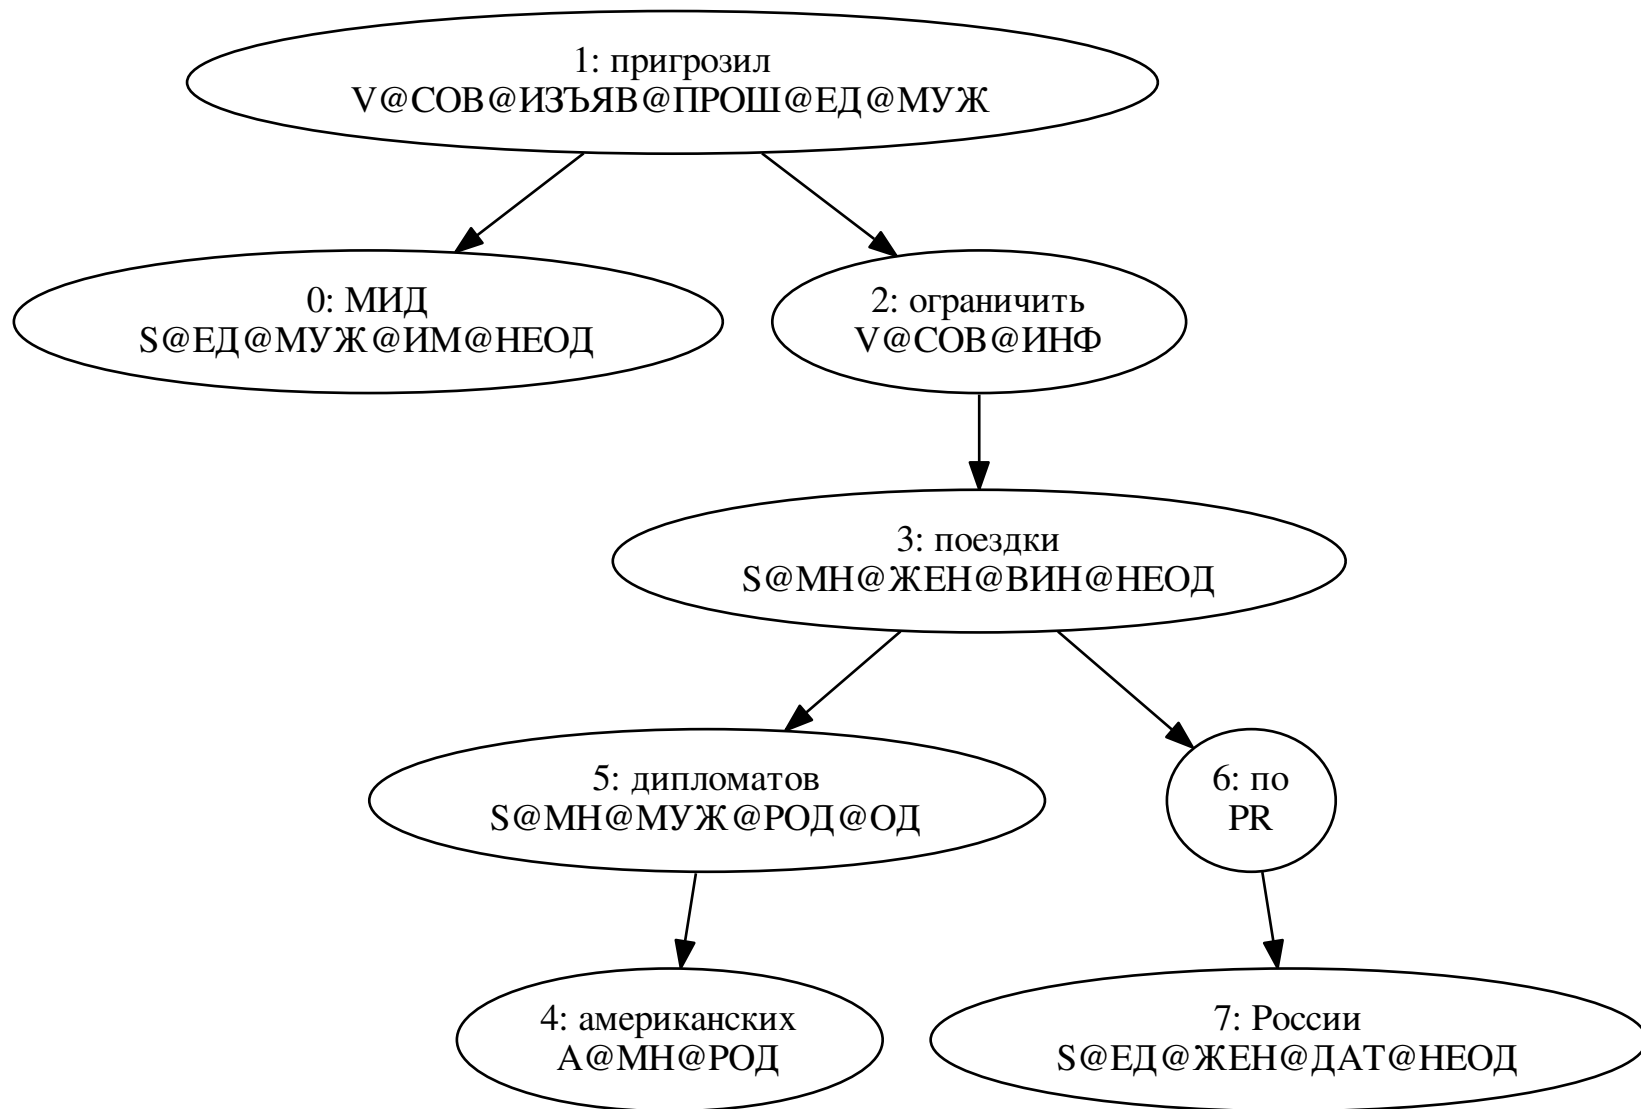 1: пригрозил
V@СОВ@ИЗЪЯВ@ПРОШ@ЕД@МУЖ
0: МИД
S@ЕД@МУЖ@ИМ@НЕОД
2: ограничить
V@СОВ@ИНФ
3: поездки
S@МН@ЖЕН@ВИН@НЕОД
5: дипломатов
S@МН@МУЖ@РОД@ОД
6: по
PR
4: американских
A@МН@РОД
7: России
S@ЕД@ЖЕН@ДАТ@НЕОД